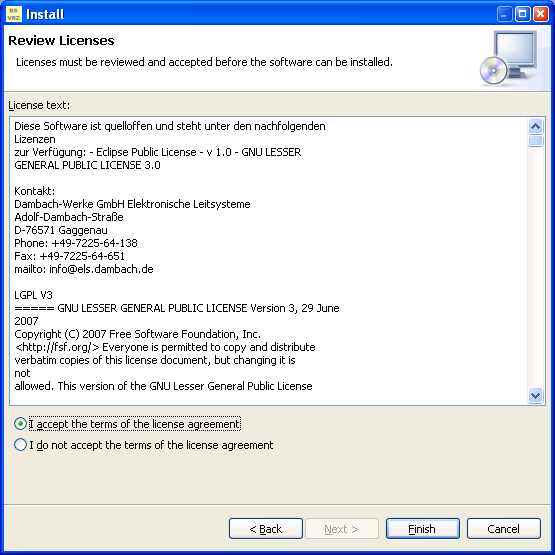 BS
VRZ
Install
Review Licenses
Licenses must be reviewed and accepted before the software can be installed.
License text:
Diese Software ist quelloffen und steht unter den nachfolgenden
Lizenzen
zur Verfügung: - Eclipse Public License - v 1.0 - GNU LESSER
GENERAL PUBLIC LICENSE 3.0
Kontakt:
Dambach-Werke GmbH Elektronische Leitsysteme
Adolf-Dambach-Straße
D-76571 Gaggenau
Phone: +49-7225-64-138
Fax: +49-7225-64-651
mailto: info@els.dambach.de
LGPL V3
===== GNU LESSER GENERAL PUBLIC LICENSE Version 3, 29 June
2007
Copyright (C) 2007 Free Software Foundation, Inc.
<http://fsf.org/> Everyone is permitted to copy and distribute
verbatim copies of this license document, but changing it is
not
allowed. This version of the GNU Lesser General Public License
I accept the terms of the license agreement
I do not accept the terms of the license agreement
< Back
Next >
Finish
Cancel